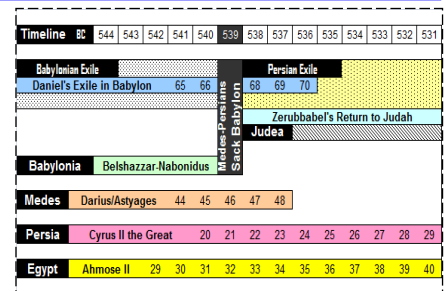 Timeline BC 544 543 542 541 540 539 538 537 536 535 534 533 532 531
Babylonian Exile Persian Exile
Daniel's Exile in Babylon 65 66 68 69 70
Medes-Persians
Sack Babylon
Zerubbabel's Return to Judah
Judea
Babylonia Belshazzar-Nabonidus
Medes Darius/Astyages 44 45 46 47 48
Persia Cyrus II the Great 20 21 22 23 24 25 26 27 28 29
Egypt Ahmose II 29 30 31 32 33 34 35 36 37 38 39 40